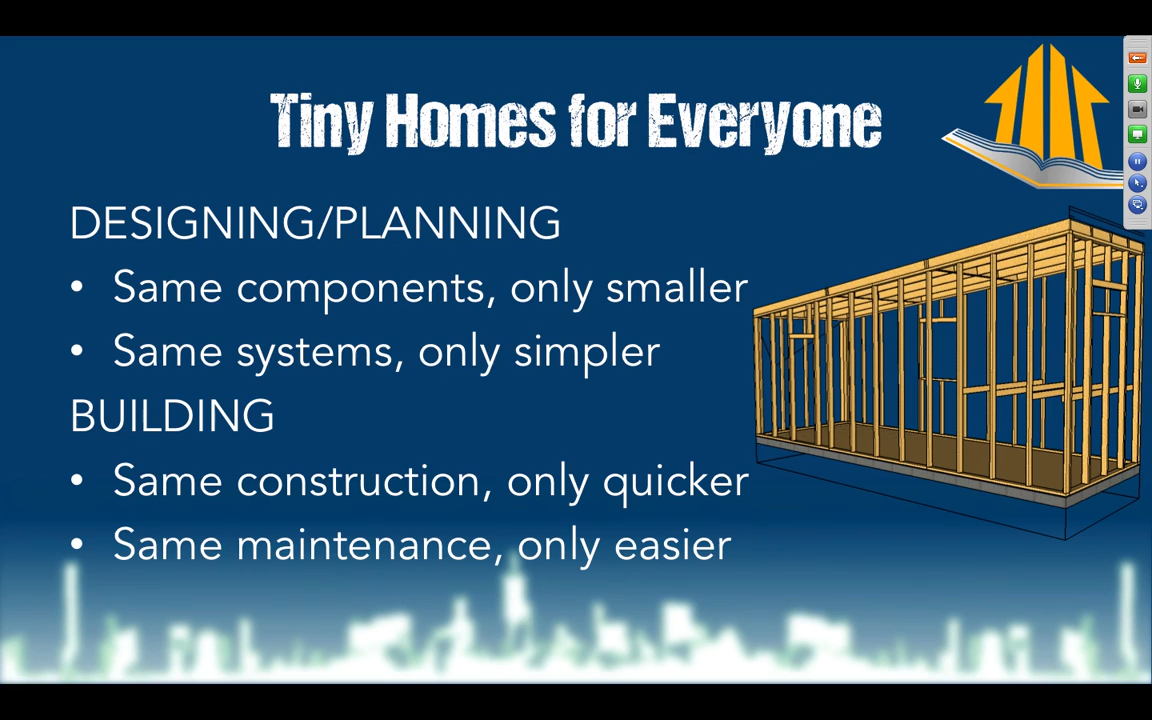 Tiny Homes for Everyone
DESIGNING/PLANNING
• Same components, only smaller
• Same systems, only simpler
BUILDING
• Same construction, only quicker
• Same maintenance, only easier